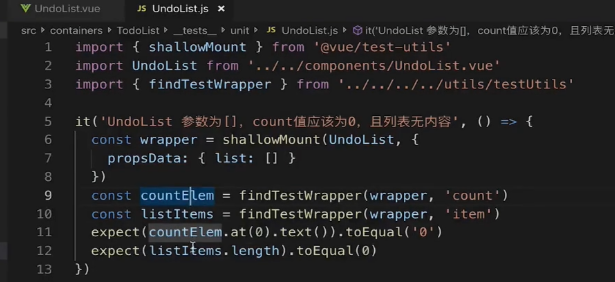 UndoList.vue JS UndoList.js ×
src > containers > TodoList > __tests__ > unit > JS UndoList.js > it('UndoList 参数为[], count值应该为0，且列表无
1 import { shallowMount } from '@vue/test-utils'
2 import UndoList from '../../components/UndoList.vue'
3 import { findTestWrapper } from '../../../../utils/testUtils'
4
5 it('UndoList 参数为[]，count值应该为0，且列表无内容', () => {
6 const wrapper = shallowMount(UndoList, {
7 propsData: { list: [] }
8 })
9 const countElem = findTestWrapper(wrapper, 'count')
10 const listItems = findTestWrapper(wrapper, 'item')
11 expect(countElem.at(0).text()).toEqual('0')
12 expect(listItems.length).toEqual(0)
13 })